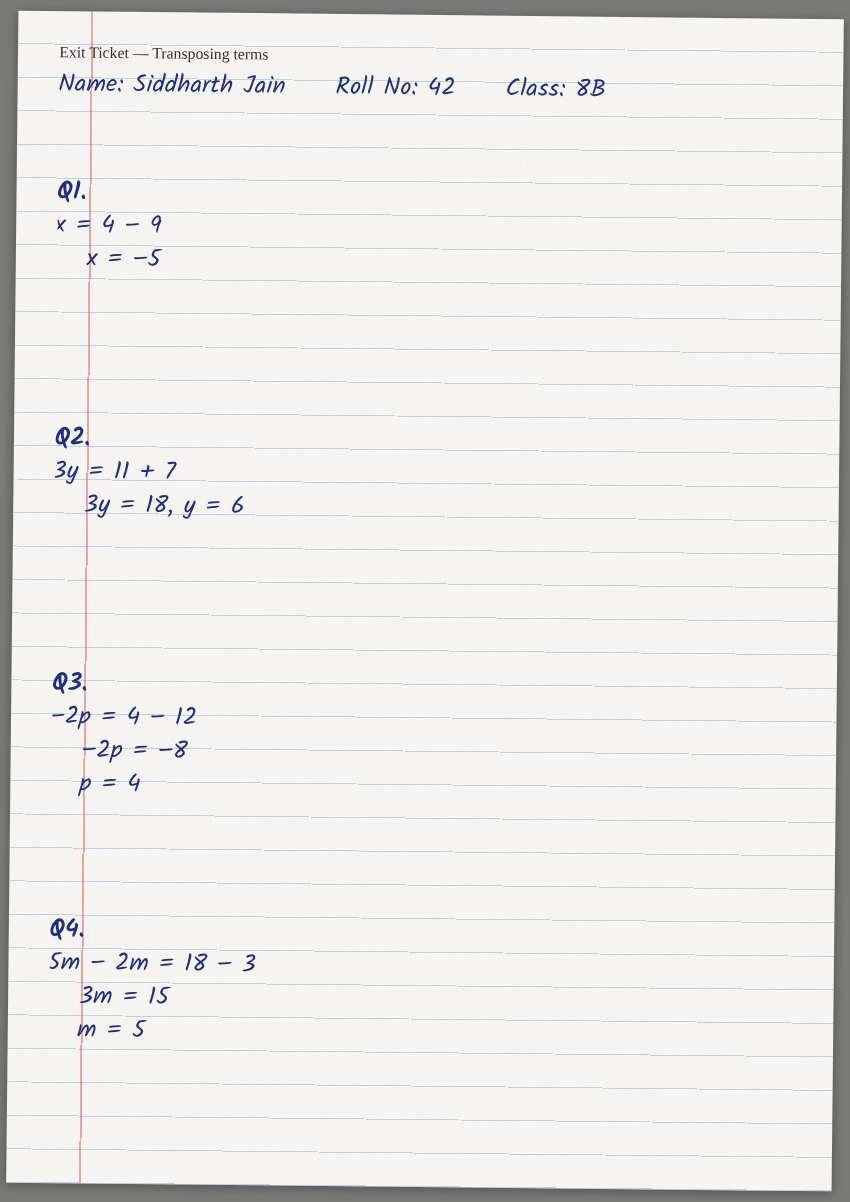 Exit Ticket — Transposing terms
Name: Siddharth Jain Roll No: 42 Class: 8B
Q1.
x = 4 − 9
x = −5
Q2.
3y = 11 + 7
3y = 18, y = 6
Q3.
−2p = 4 − 12
−2p = −8
p = 4
Q4.
5m − 2m = 18 − 3
3m = 15
m = 5